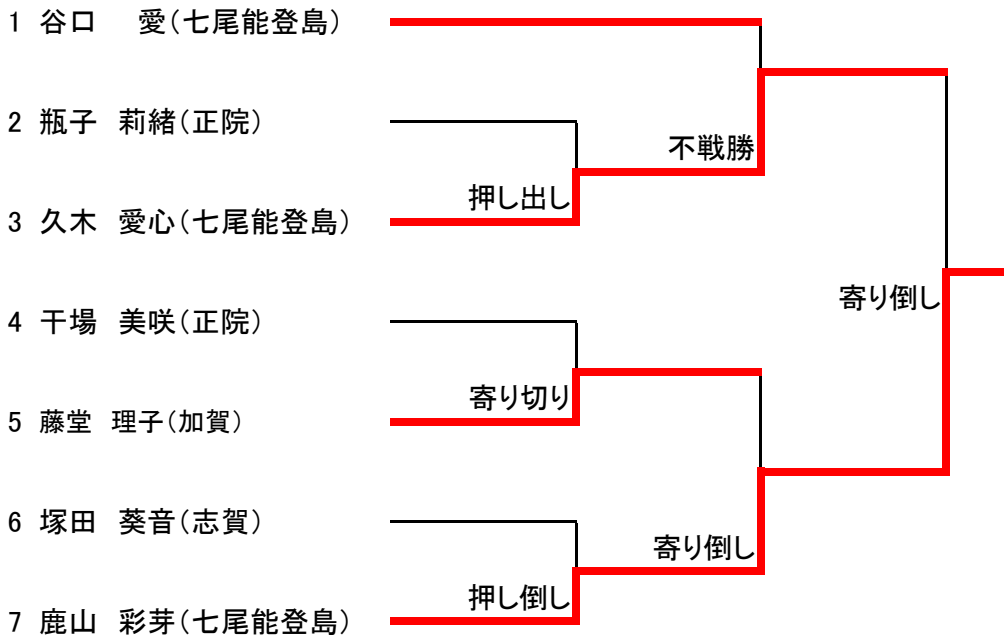 1 谷口 愛(七尾能登島)
2 瓶子 莉緒(正院)
不戦勝
押し出し
3 久木 愛心(七尾能登島)
寄り倒し
4 干場 美咲(正院)
寄り切り
5 藤堂 理子(加賀)
6 塚田 葵音(志賀)
寄り倒し
押し倒し
7 鹿山 彩芽(七尾能登島)